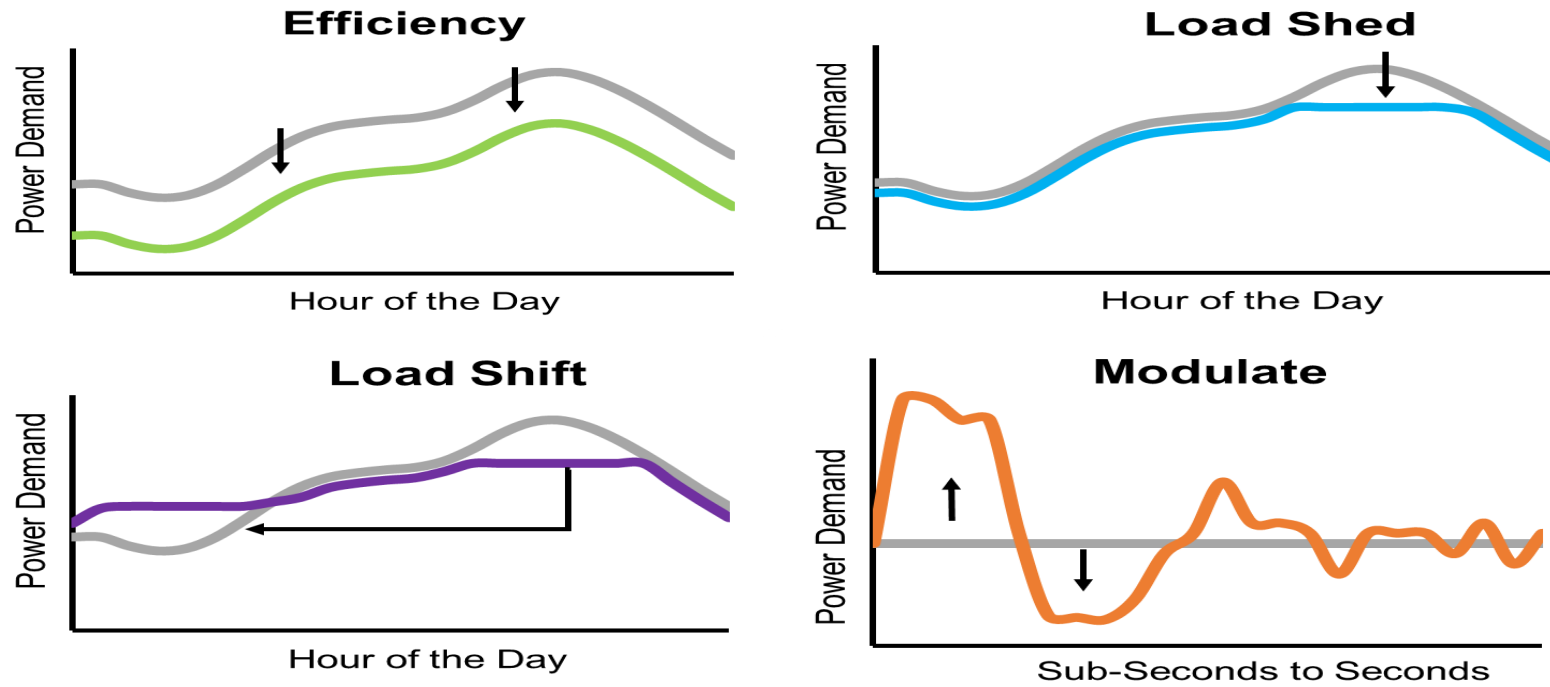 Efficiency
Power Demand
Hour of the Day
Load Shed
Power Demand
Hour of the Day
Load Shift
Power Demand
Hour of the Day
Modulate
Power Demand
Sub-Seconds to Seconds